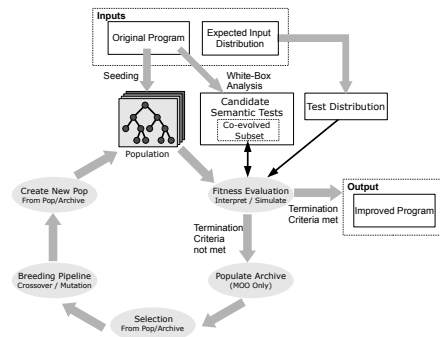 Inputs
Original Program
Expected Input
Distribution
Seeding
White-Box
Analysis
Candidate
Semantic Tests
Co-evolved
Subset
Test Distribution
Population
Create New Pop
From Pop/Archive
Fitness Evaluation
Interpret / Simulate
Output
Improved Program
Termination
Criteria met
Termination
Criteria
not met
Breeding Pipeline
Crossover / Mutation
Populate Archive
(MOO Only)
Selection
From Pop/Archive